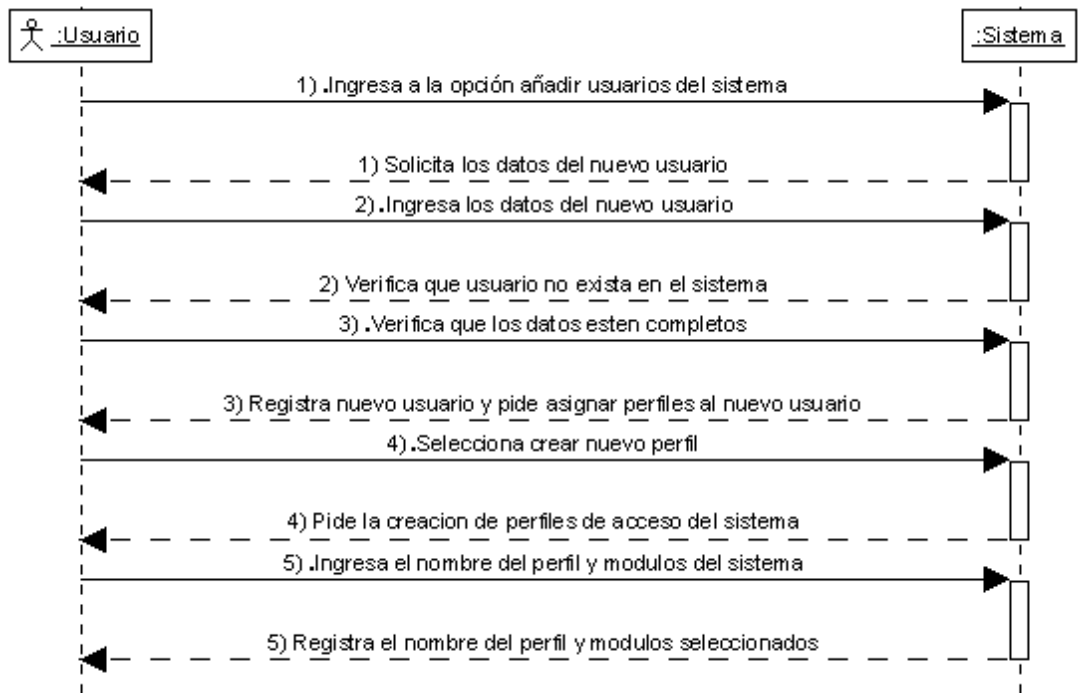 :Usuario
:Sistema
1) .Ingresa a la opción añadir usuarios del sistema
1) Solicita los datos del nuevo usuario
2).Ingresa los datos del nuevo usuario
2) Verifica que usuario no exista en el sistema
3) .Verifica que los datos esten completos
3) Registra nuevo usuario y pide asignar perfiles al nuevo usuario
4).Selecciona crear nuevo perfil
4) Pide la creacion de perfiles de acceso del sistema
5) .Ingresa el nombre del perfil y modulos del sistema
5) Registra el nombre del perfil y modulos seleccionados